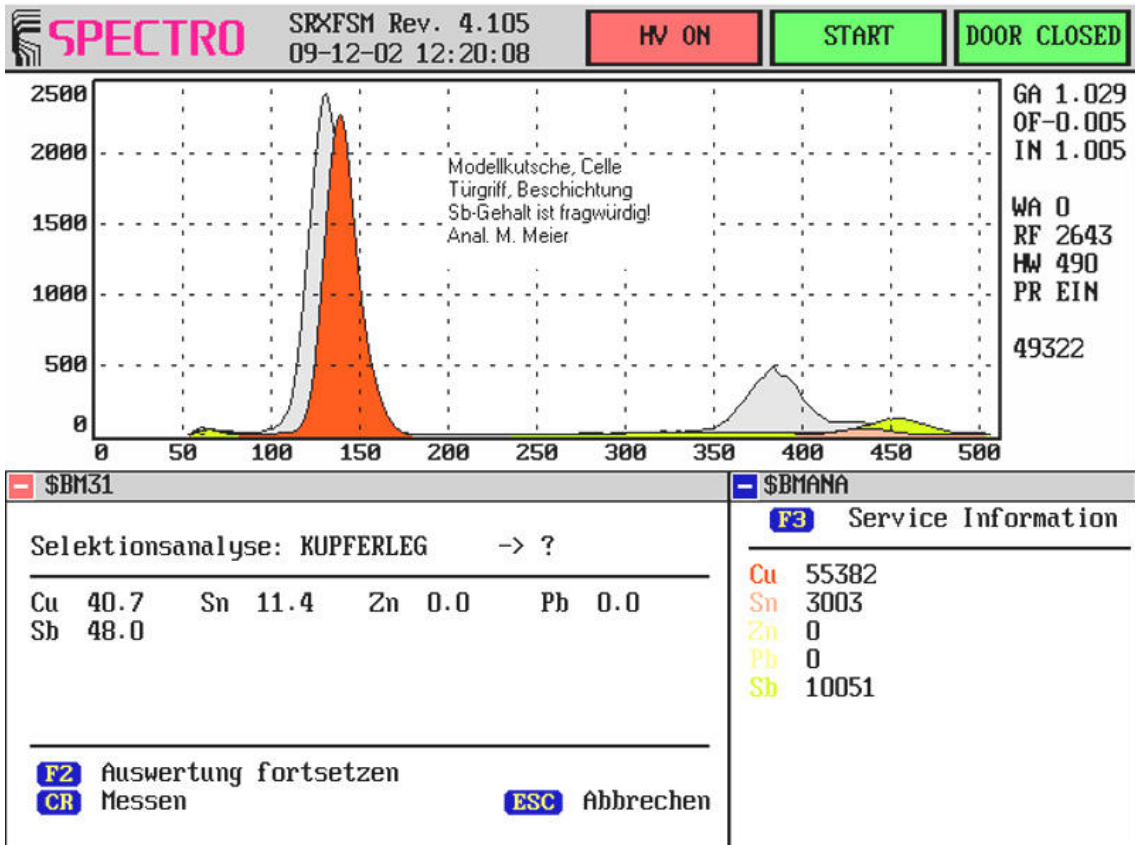 SPECTRO
SRXFSM Rev. 4.105
09-12-02 12:20:08
HV ON
START
DOOR CLOSED
2500
2000
1500
1000
500
0
0 50 100 150 200 250 300 350 400 450 500
Modellkutsche, Celle
Türgriff, Beschichtung
Sb-Gehalt ist fragwürdig!
Anal. M. Meier
GA 1.029
OF-0.005
IN 1.005
WA 0
RF 2643
HW 490
PR EIN
49322
$BM31
Selektionsanalyse: KUPFERLEG -> ?
Cu 40.7 Sn 11.4 Zn 0.0 Pb 0.0
Sb 48.0
F2 Auswertung fortsetzen
CR Messen ESC Abbrechen
$BMANA
F3 Service Information
Cu 55382
Sn 3003
Zn 0
Pb 0
Sb 10051